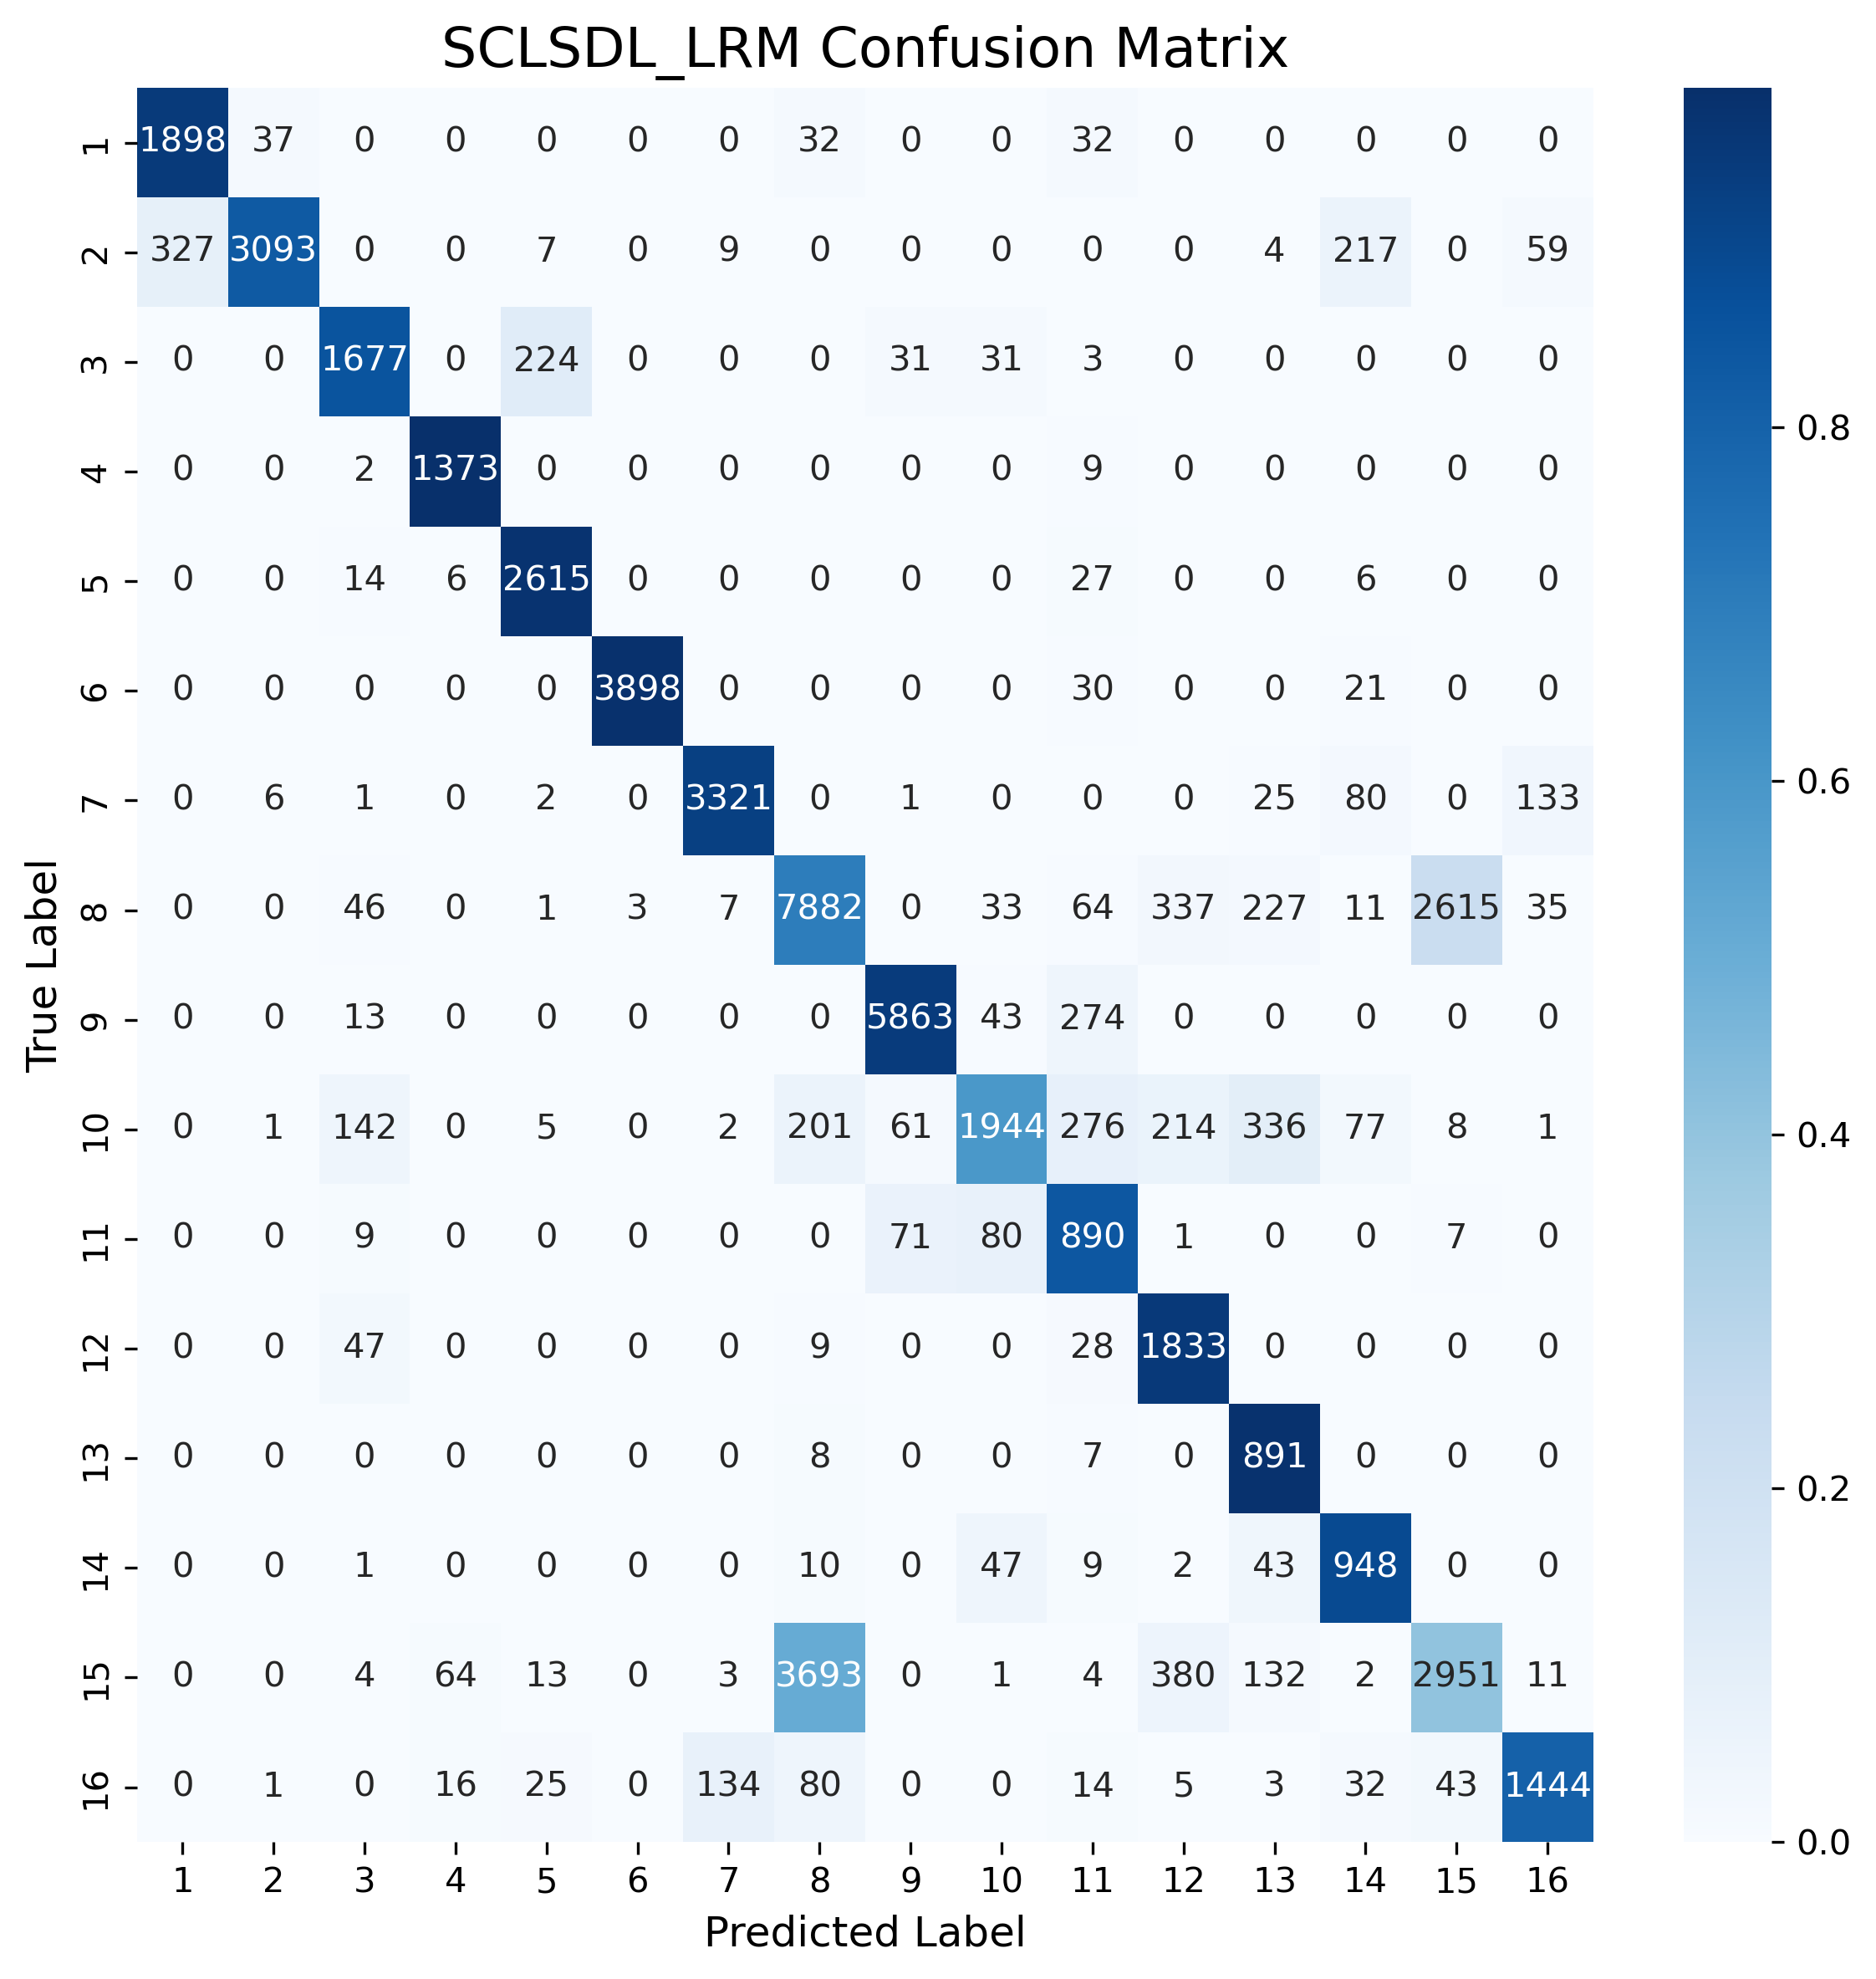 SCLSDL_LRM Confusion Matrix
1 1898 37 0 0 0 0 0 32 0 0 32 0 0 0 0 0
2 327 3093 0 0 7 0 9 0 0 0 0 0 4 217 0 59
3 0 0 1677 0 224 0 0 0 31 31 3 0 0 0 0 0
0.8
4 0 0 2 1373 0 0 0 0 0 0 9 0 0 0 0 0
5 0 0 14 6 2615 0 0 0 0 0 27 0 0 6 0 0
6 0 0 0 0 0 3898 0 0 0 0 30 0 0 21 0 0
0.6
7 0 6 1 0 2 0 3321 0 1 0 0 0 25 80 0 133
8 0 0 46 0 1 3 7 7882 0 33 64 337 227 11 2615 35
True Label
9 0 0 13 0 0 0 0 0 5863 43 274 0 0 0 0 0
10 0 1 142 0 5 0 2 201 61 1944 276 214 336 77 8 1
0.4
11 0 0 9 0 0 0 0 0 71 80 890 1 0 0 7 0
12 0 0 47 0 0 0 0 9 0 0 28 1833 0 0 0 0
13 0 0 0 0 0 0 0 8 0 0 7 0 891 0 0 0
0.2
14 0 0 1 0 0 0 0 10 0 47 9 2 43 948 0 0
15 0 0 4 64 13 0 3 3693 0 1 4 380 132 2 2951 11
16 0 1 0 16 25 0 134 80 0 0 14 5 3 32 43 1444
0.0
1 2 3 4 5 6 7 8 9 10 11 12 13 14 15 16
Predicted Label